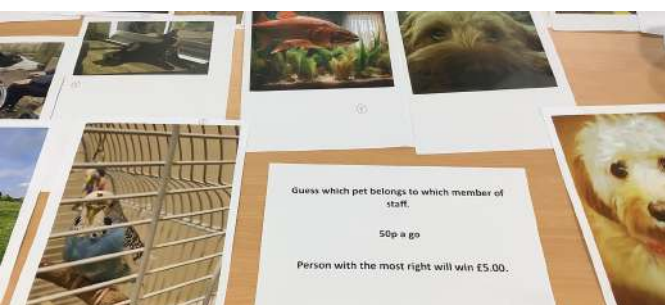 Guess which pet belongs to which member of
staff.
50p a go
Person with the most right will win £5.00.